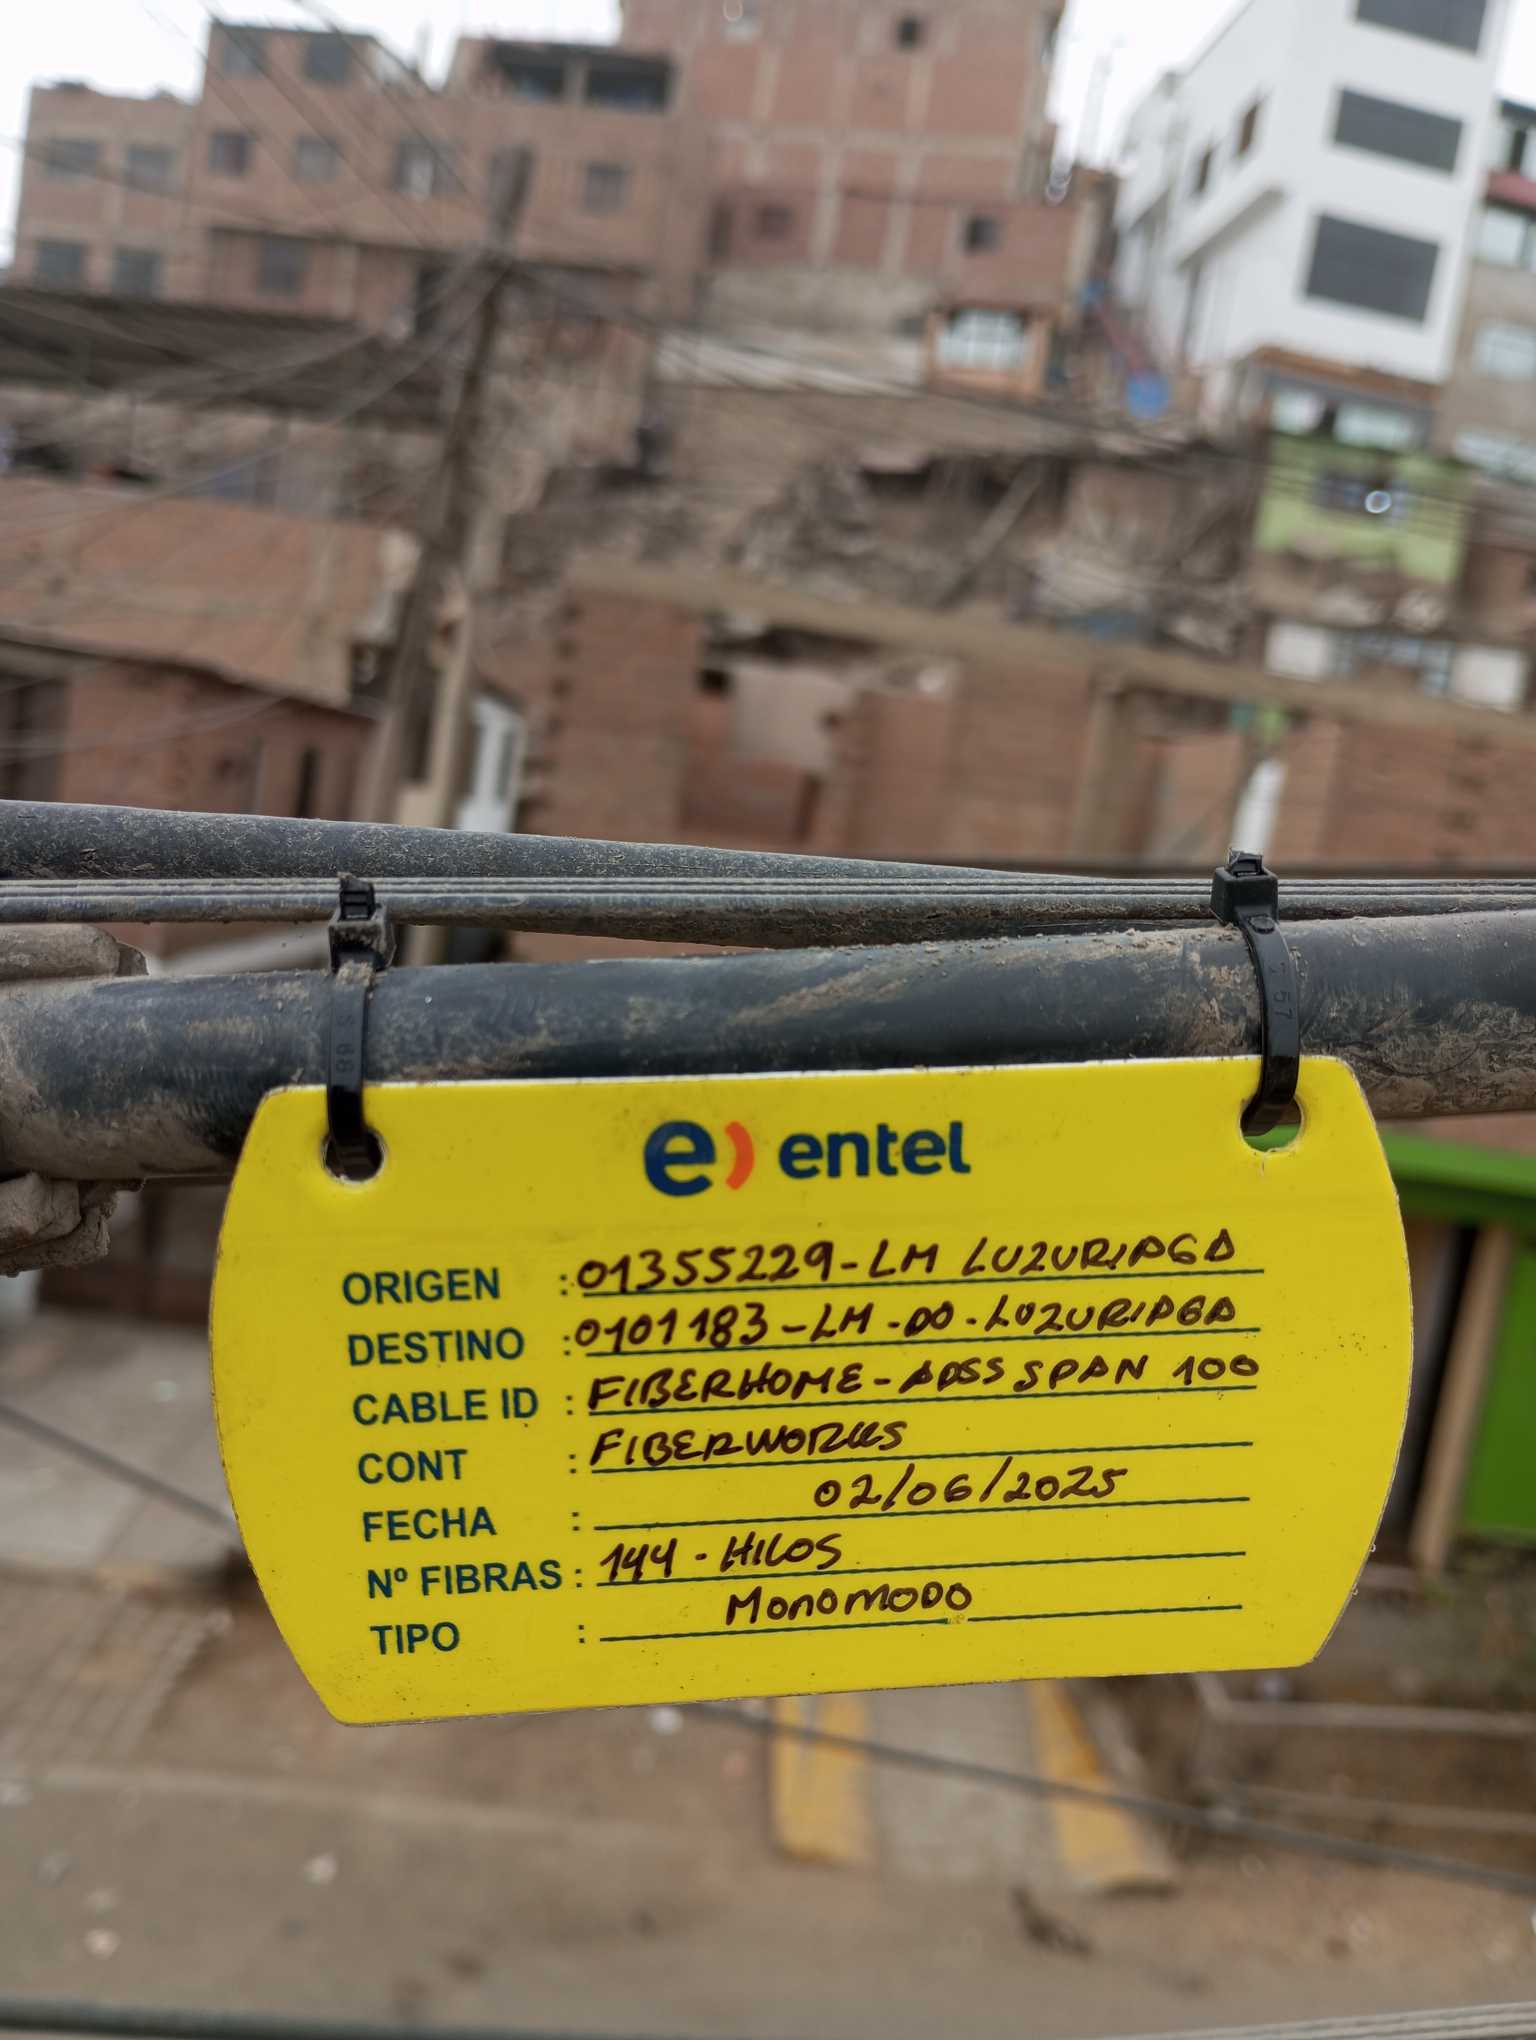 e) entel
ORIGEN : 01355229-LM LUZURIAGA
DESTINO : 0101183-LM-DO-LUZURIAGA
CABLE ID : FIBERHOME-ADSS SPAN 100
CONT : FIBERWORKS
FECHA : 02/06/2025
Nº FIBRAS : 144-HILOS
TIPO : MONOMODO